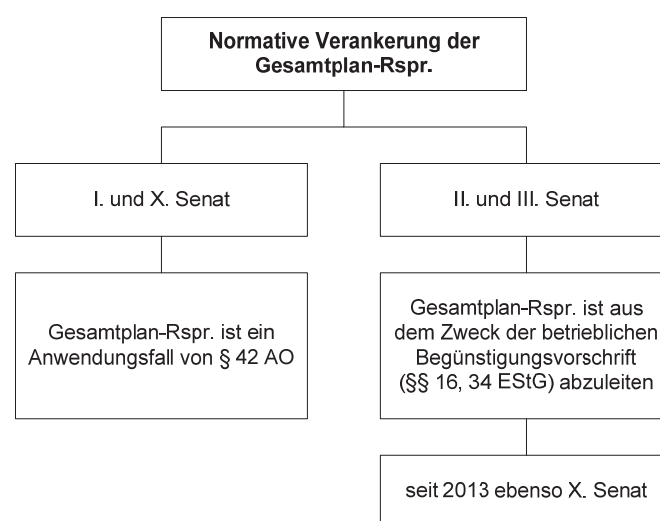 Normative Verankerung der
Gesamtplan-Rspr.
I. und X. Senat
Gesamtplan-Rspr. ist ein
Anwendungsfall von § 42 AO
II. und III. Senat
Gesamtplan-Rspr. ist aus
dem Zweck der betrieblichen
Begünstigungsvorschrift
(§§ 16, 34 EStG) abzuleiten
seit 2013 ebenso X. Senat